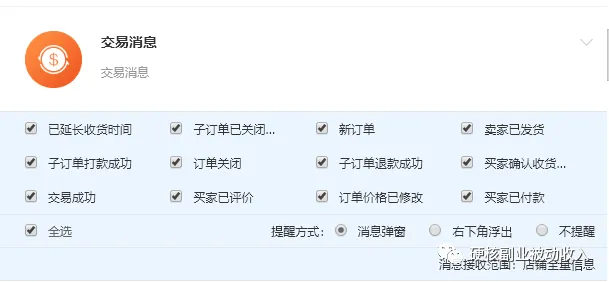 交易消息
交易消息
已延长收货时间 子订单已关闭... 新订单 卖家已发货
子订单打款成功 订单关闭 子订单退款成功 买家确认收货...
交易成功 买家已评价 订单价格已修改 买家已付款
全选 提醒方式： 消息弹窗 右下角浮出 不提醒
硬核副业被动收入
消息接收范围：店铺全量信息